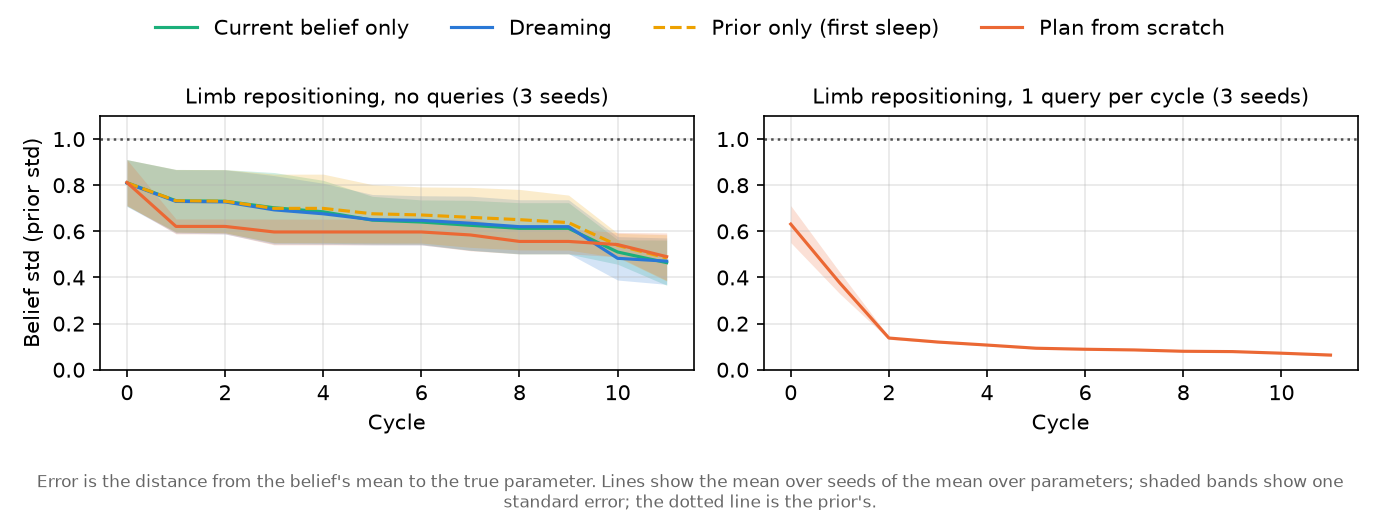 Current belief only Dreaming Prior only (first sleep) Plan from scratch
Limb repositioning, no queries (3 seeds)
Belief std (prior std)
1.0
0.8
0.6
0.4
0.2
0.0
0 2 4 6 8 10
Cycle
Limb repositioning, 1 query per cycle (3 seeds)
1.0
0.8
0.6
0.4
0.2
0.0
0 2 4 6 8 10
Cycle
Error is the distance from the belief's mean to the true parameter. Lines show the mean over seeds of the mean over parameters; shaded bands show one
standard error; the dotted line is the prior's.